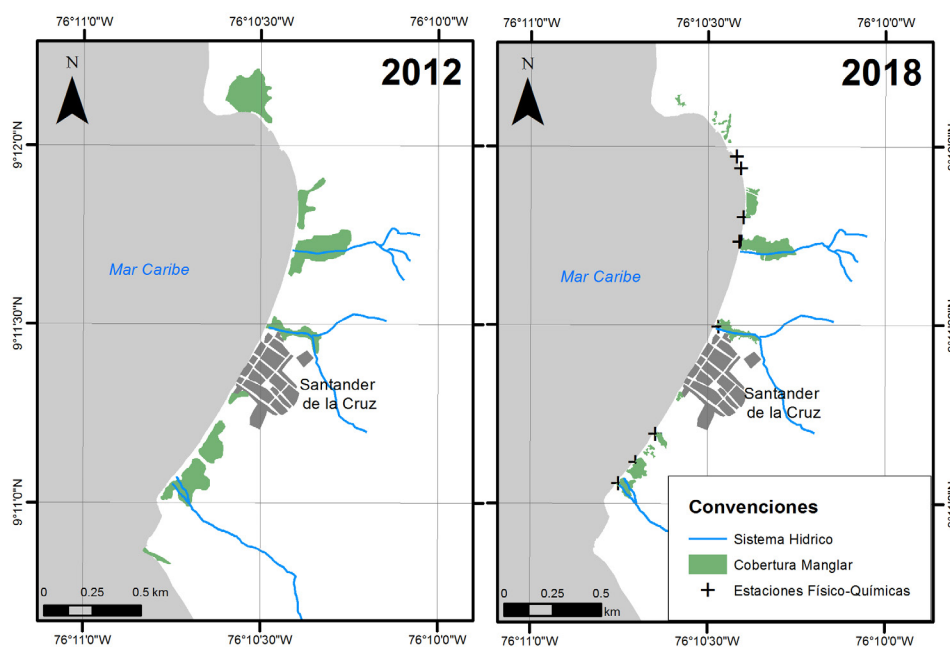 76°11'0"W 76°10'30"W 76°10'0"W
76°11'0"W 76°10'30"W 76°10'0"W
N
2012
N
2018
9°12'0"N
Mar Caribe
Mar Caribe
9°11'30"N
Santander
de la Cruz
Santander
de la Cruz
9°11'0"N
Convenciones
Sistema Hidrico
Cobertura Manglar
Estaciones Físico-Químicas
0 0.25 0.5 km
0 0.25 0.5 km
76°11'0"W 76°10'30"W 76°10'0"W
76°11'0"W 76°10'30"W 76°10'0"W